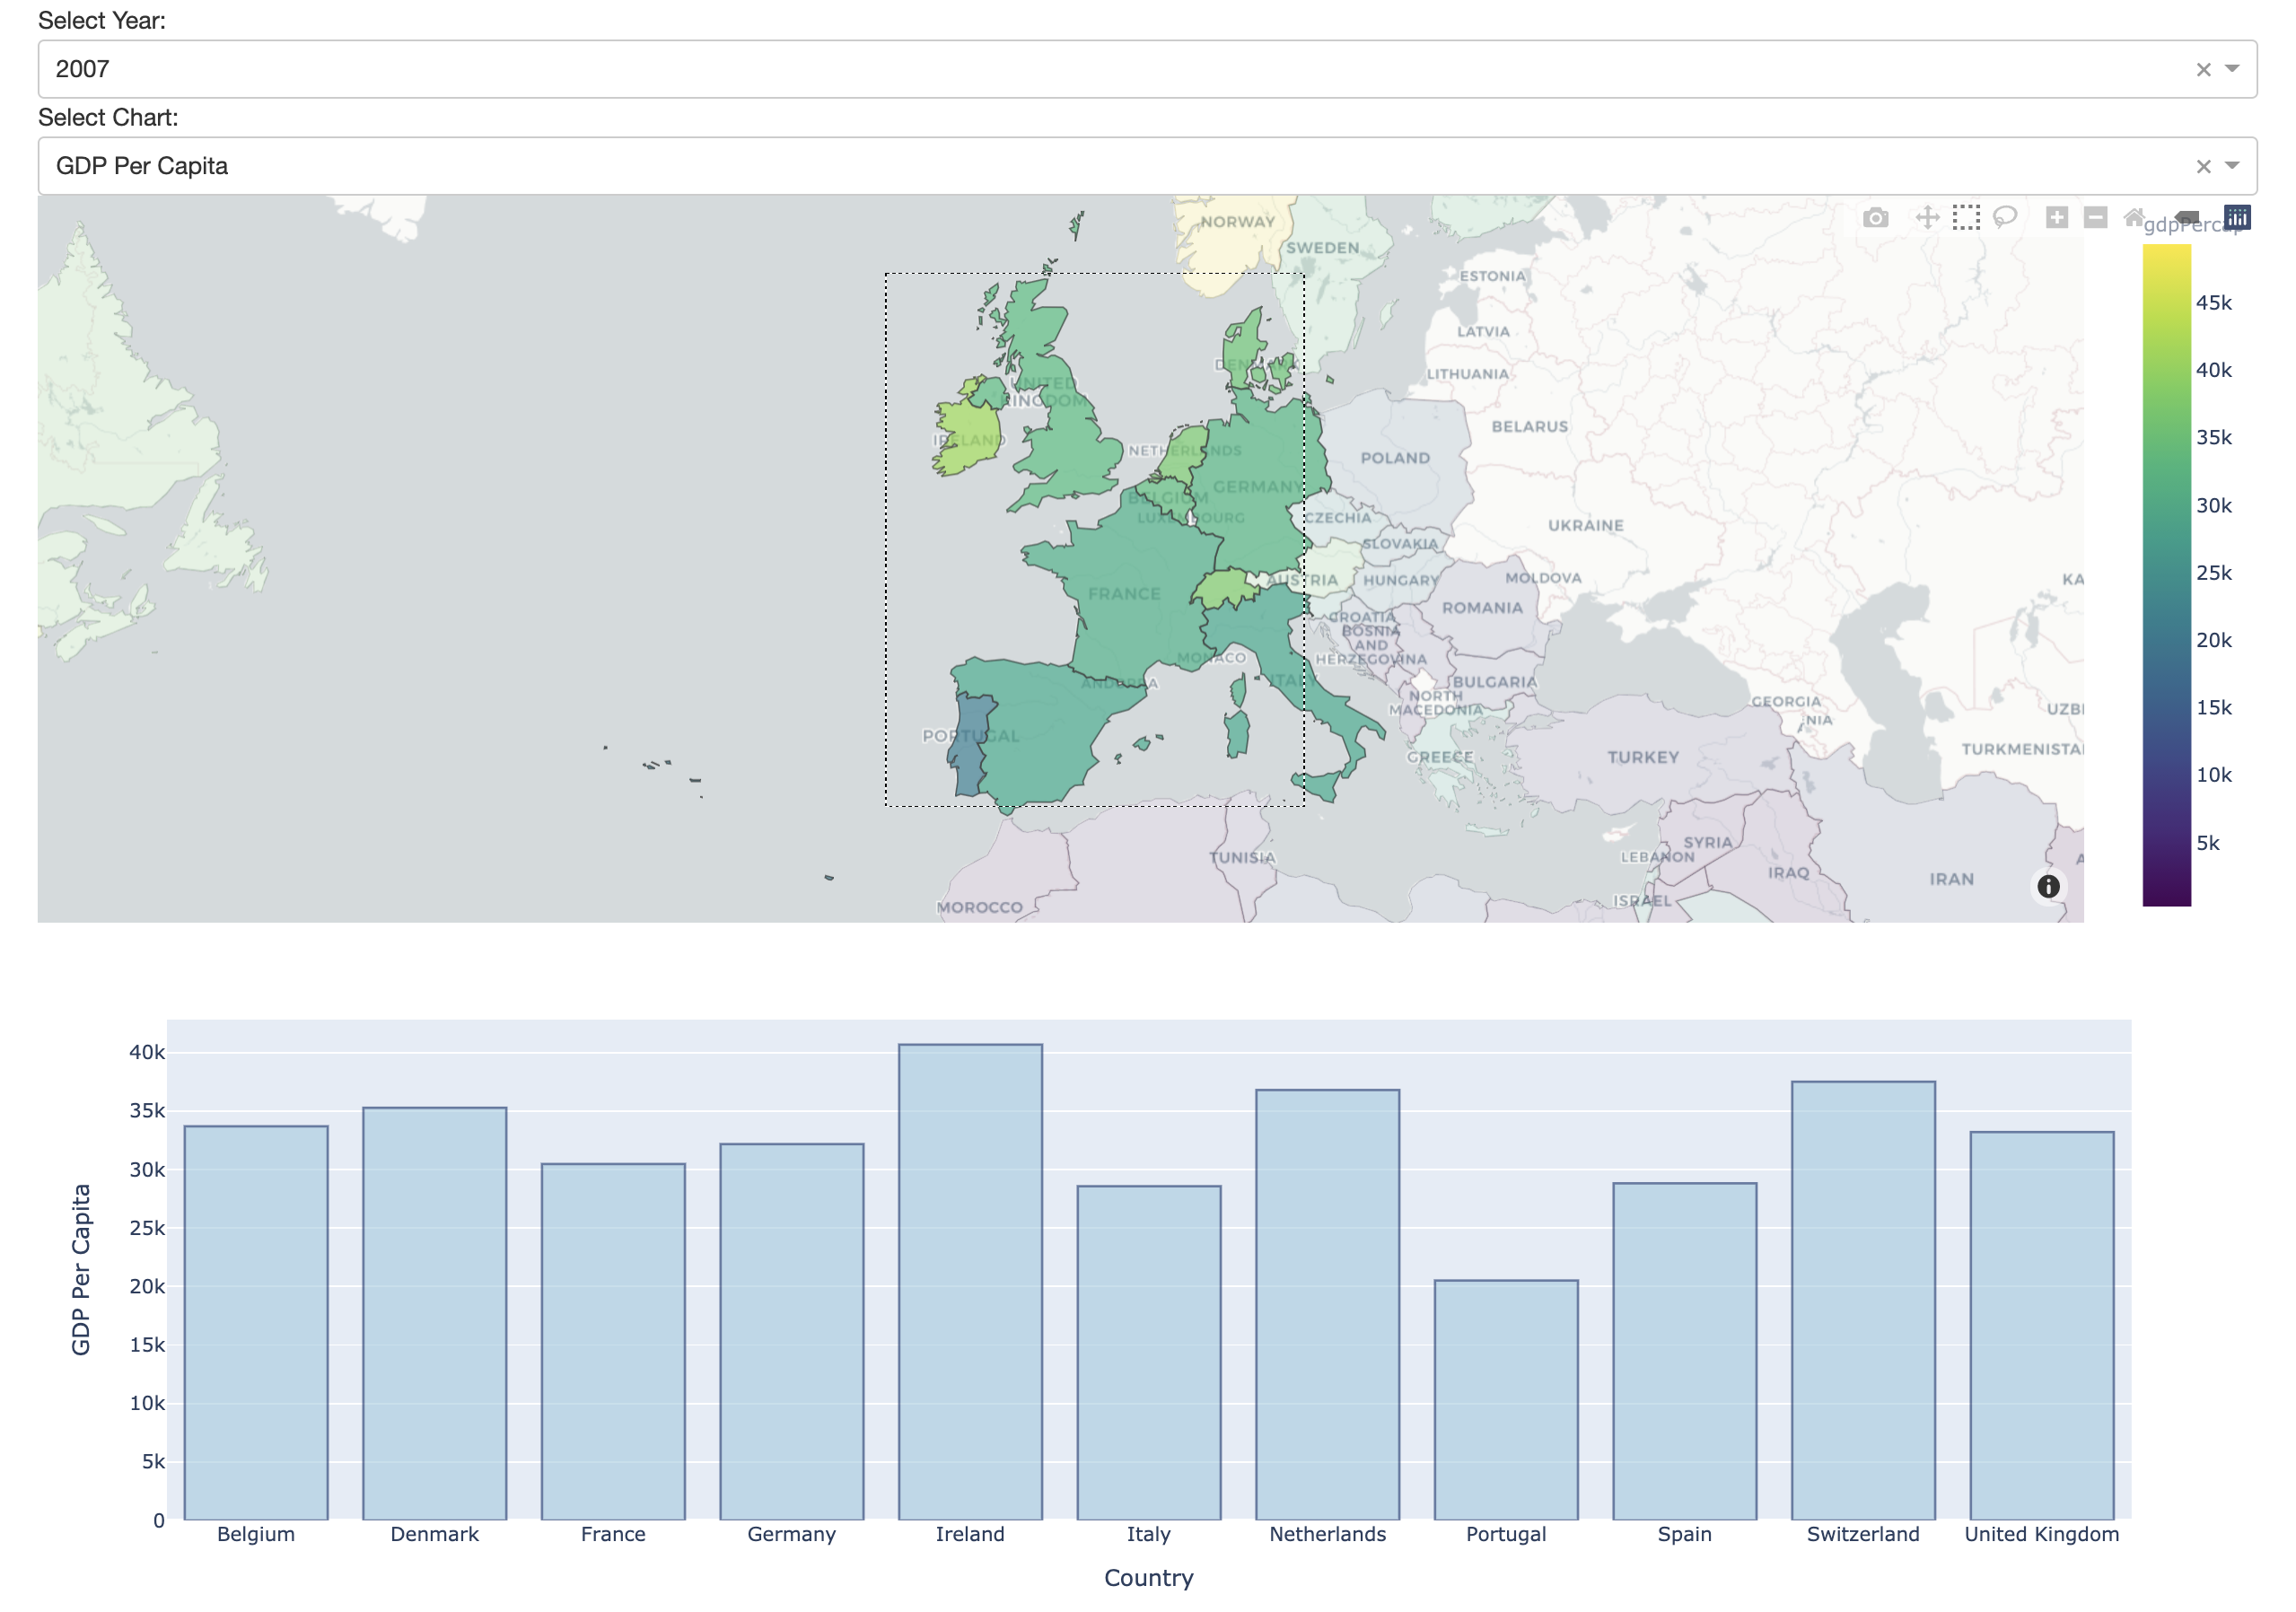 Select Year:
2007
Select Chart:
GDP Per Capita
NORWAY
SWEDEN
gdpPercap
ESTONIA
45k
LATVIA
DENMARK
40k
LITHUANIA
UNITED
KINGDOM
BELARUS
35k
IRELAND
NETHERLANDS
POLAND
GERMANY
BELGIUM
30k
LUXEMBOURG
CZECHIA
UKRAINE
SLOVAKIA
25k
AUSTRIA
HUNGARY
MOLDOVA
KA
FRANCE
ROMANIA
CROATIA
BOSNIA
AND
HERZEGOVINA
20k
MONACO
ANDORRA
ITALY
BULGARIA
NORTH
MACEDONIA
GEORGIA
UZBI
15k
NIA
PORTUGAL
GREECE
TURKEY
TURKMENISTA
10k
SYRIA
5k
TUNISIA
LEBANON
A
IRAQ
IRAN
ISRAEL
MOROCCO
40k
35k
30k
25k
20k
15k
10k
5k
0
GDP Per Capita
Belgium Denmark France Germany Ireland Italy Netherlands Portugal Spain Switzerland United Kingdom
Country